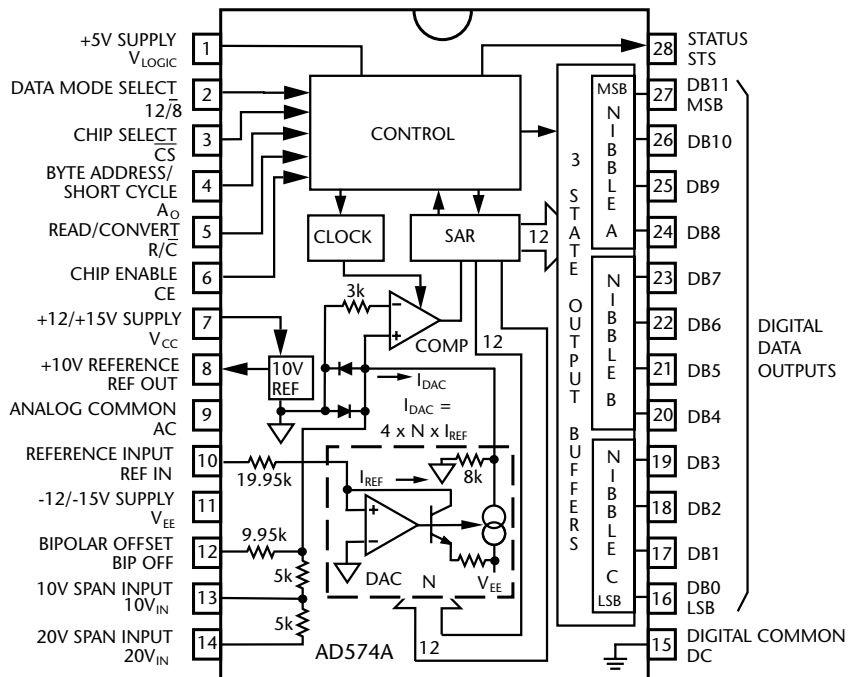 +5V SUPPLY
VLOGIC
1
DATA MODE SELECT
12/8̅
2
CHIP SELECT
C̅S̅
3
BYTE ADDRESS/
SHORT CYCLE
AO
4
READ/CONVERT
R/C̅
5
CHIP ENABLE
CE
6
+12/+15V SUPPLY
VCC
7
+10V REFERENCE
REF OUT
8
ANALOG COMMON
AC
9
REFERENCE INPUT
REF IN
10
-12/-15V SUPPLY
VEE
11
BIPOLAR OFFSET
BIP OFF
12
10V SPAN INPUT
10VIN
13
20V SPAN INPUT
20VIN
14
CONTROL
CLOCK
SAR
12
3k
−
+
COMP
12
10V
REF
IDAC
IDAC =
4 x N x IREF
19.95k
IREF
8k
+
−
9.95k
5k
5k
DAC
N
VEE
12
AD574A
3 STATE OUTPUT BUFFERS
MSB
NIBBLE A
NIBBLE B
NIBBLE C
LSB
28
STATUS
STS
27
DB11
MSB
26
DB10
25
DB9
24
DB8
23
DB7
22
DB6
21
DB5
20
DB4
19
DB3
18
DB2
17
DB1
16
DB0
LSB
15
DIGITAL COMMON
DC
DIGITAL
DATA
OUTPUTS